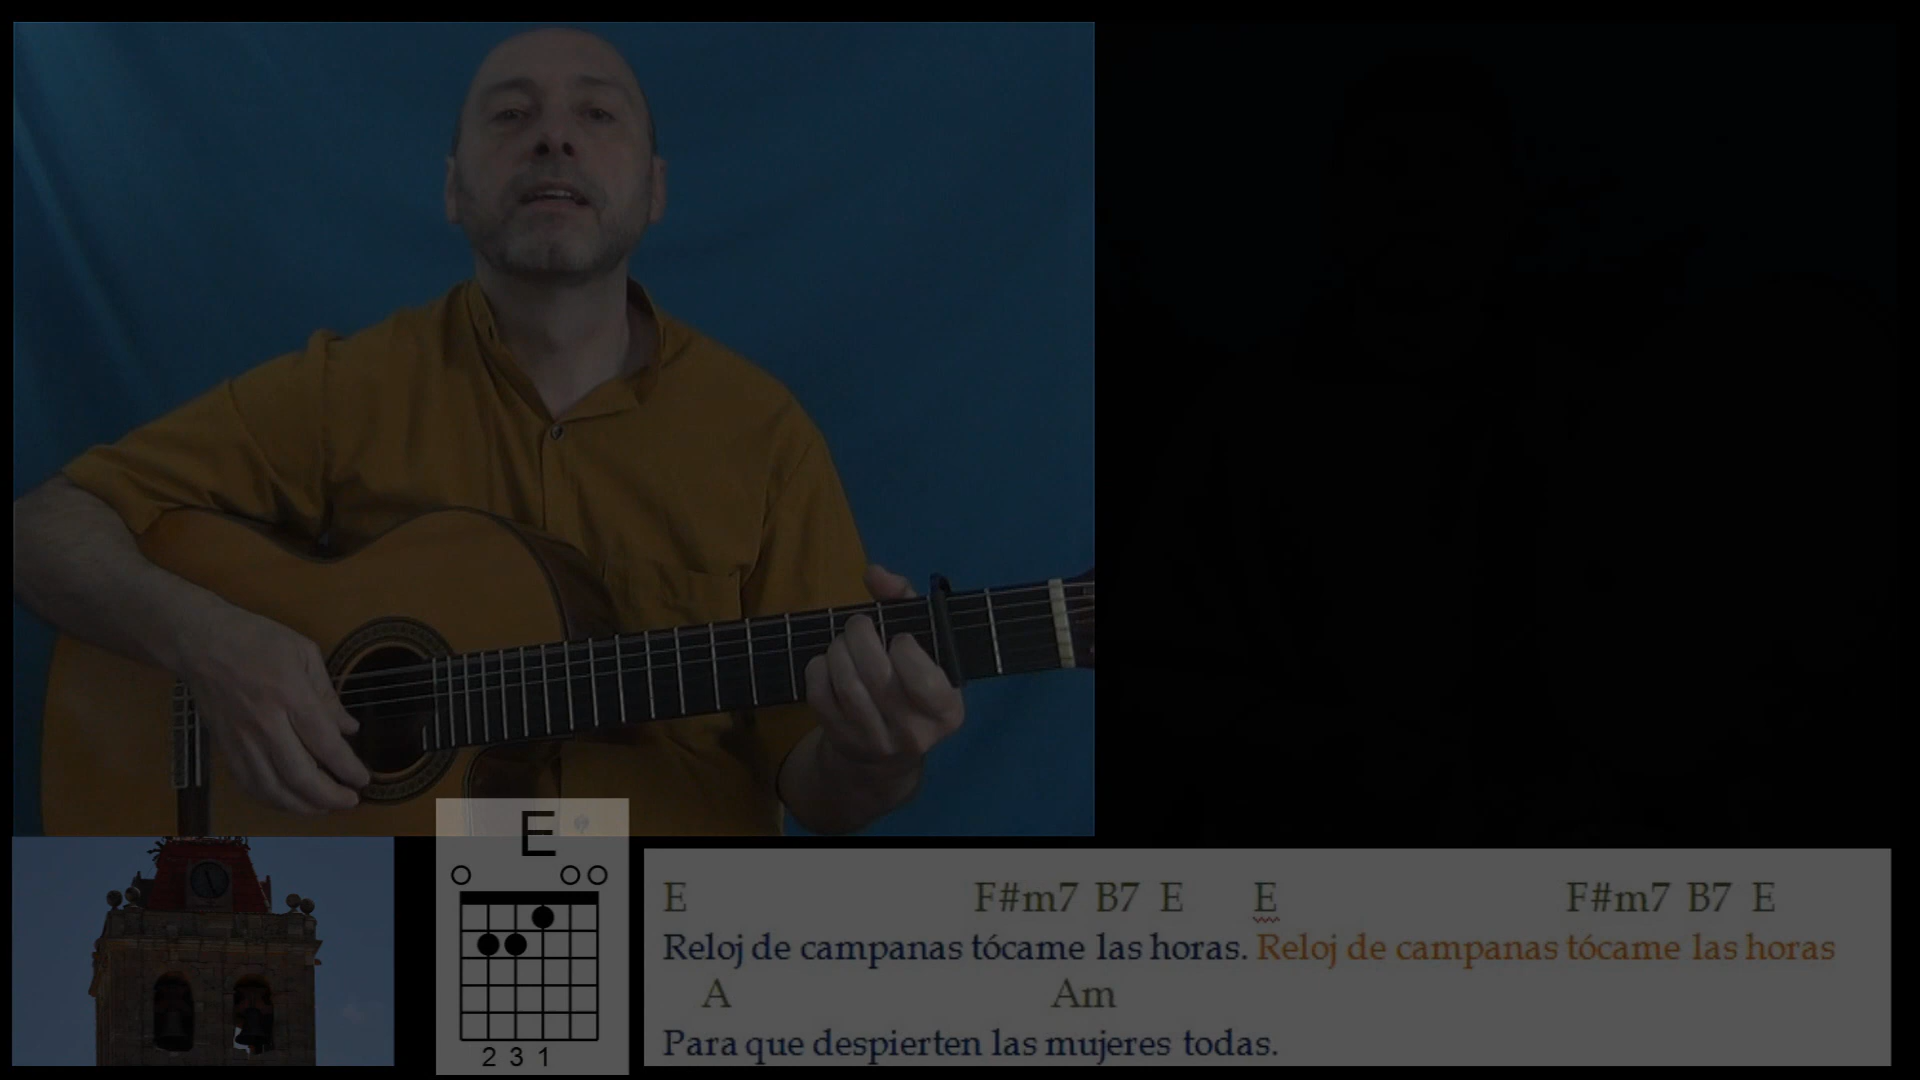 E
2 3 1
E F#m7 B7 E E F#m7 B7 E
Reloj de campanas tócame las horas. Reloj de campanas tócame las horas
A Am
Para que despierten las mujeres todas.